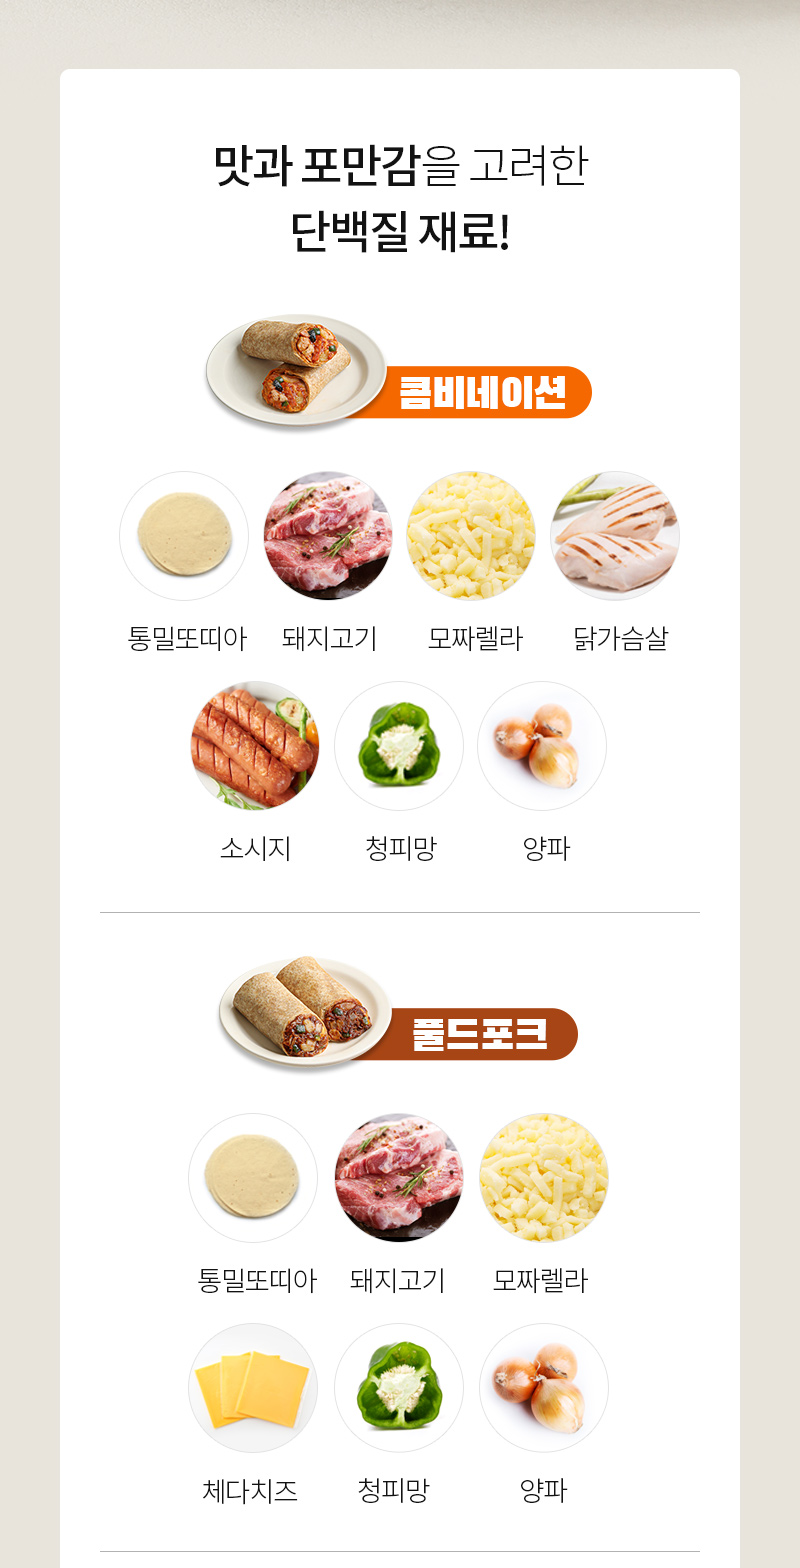 맛과 포만감을 고려한
단백질 재료!
콤비네이션
통밀또띠아 돼지고기 모짜렐라 닭가슴살
소시지 청피망 양파
풀드포크
통밀또띠아 돼지고기 모짜렐라
체다치즈 청피망 양파